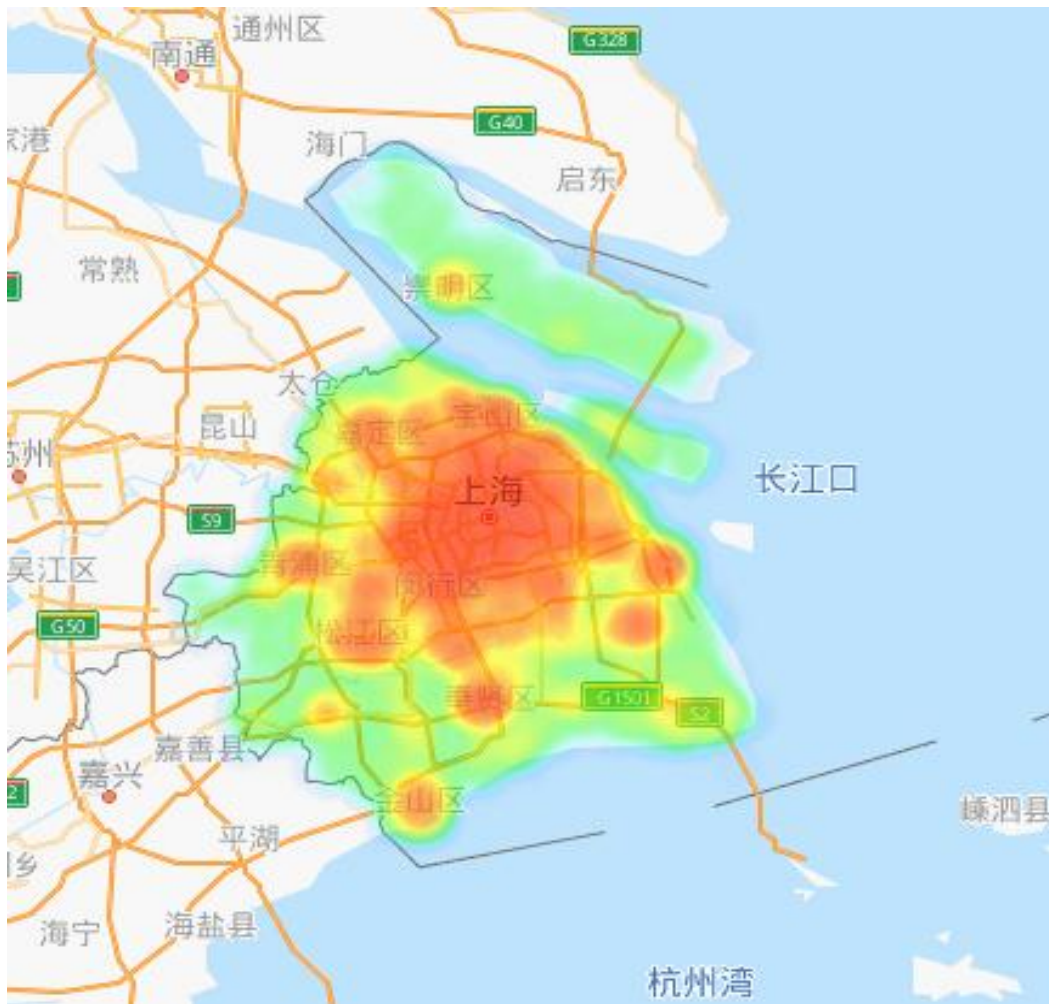 通州区
G328
南通
G40
家港
海门
启东
常熟
崇明区
太仓
宝山区
嘉定区
昆山
苏州
上海
长江口
S9
青浦区
吴江区
闵行区
G50
松江区
奉贤区
G1501
S2
嘉善县
嘉兴
2
金山区
嵊泗县
平湖
乡
海宁
海盐县
杭州湾